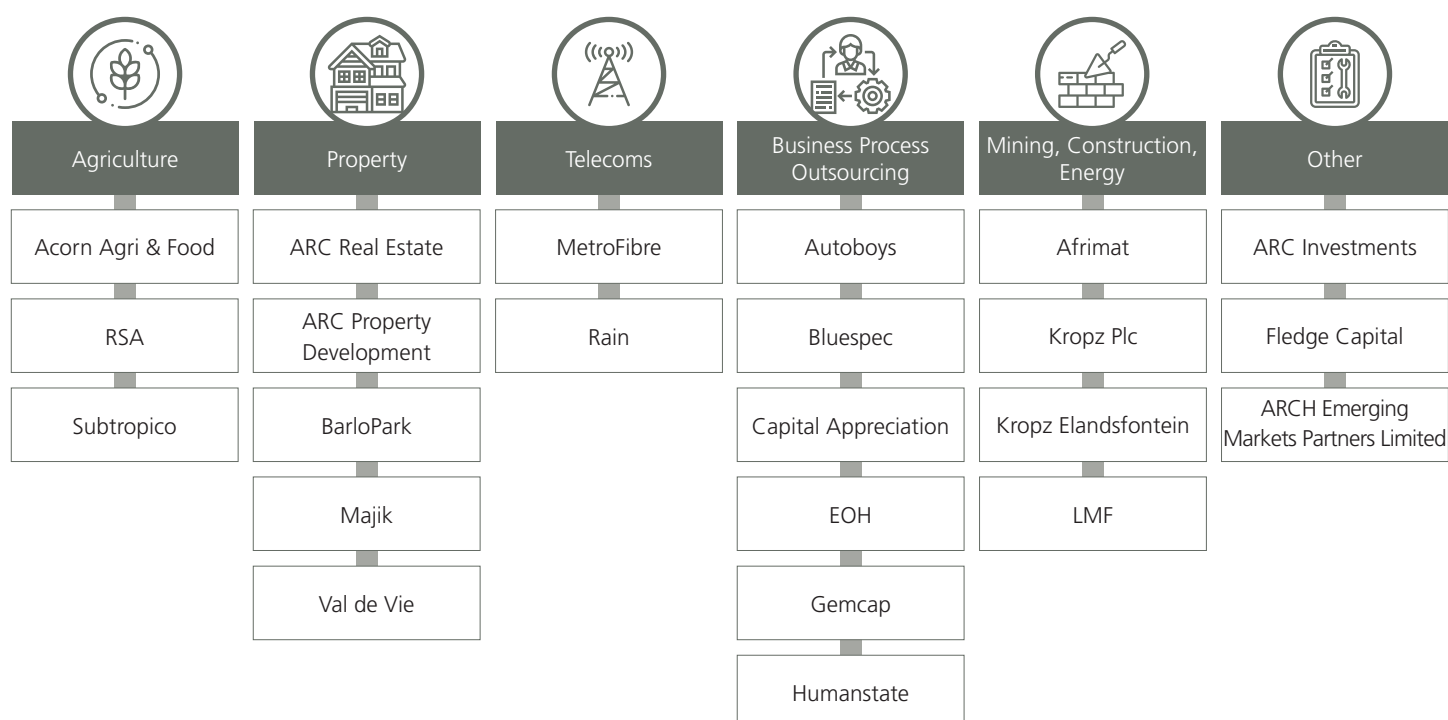 Agriculture
Acorn Agri & Food
RSA
Subtropico
Property
ARC Real Estate
ARC Property
Development
BarloPark
Majik
Val de Vie
Telecoms
MetroFibre
Rain
Business Process
Outsourcing
Autoboys
Bluespec
Capital Appreciation
EOH
Gemcap
Humanstate
Mining, Construction,
Energy
Afrimat
Kropz Plc
Kropz Elandsfontein
LMF
Other
ARC Investments
Fledge Capital
ARCH Emerging
Markets Partners Limited